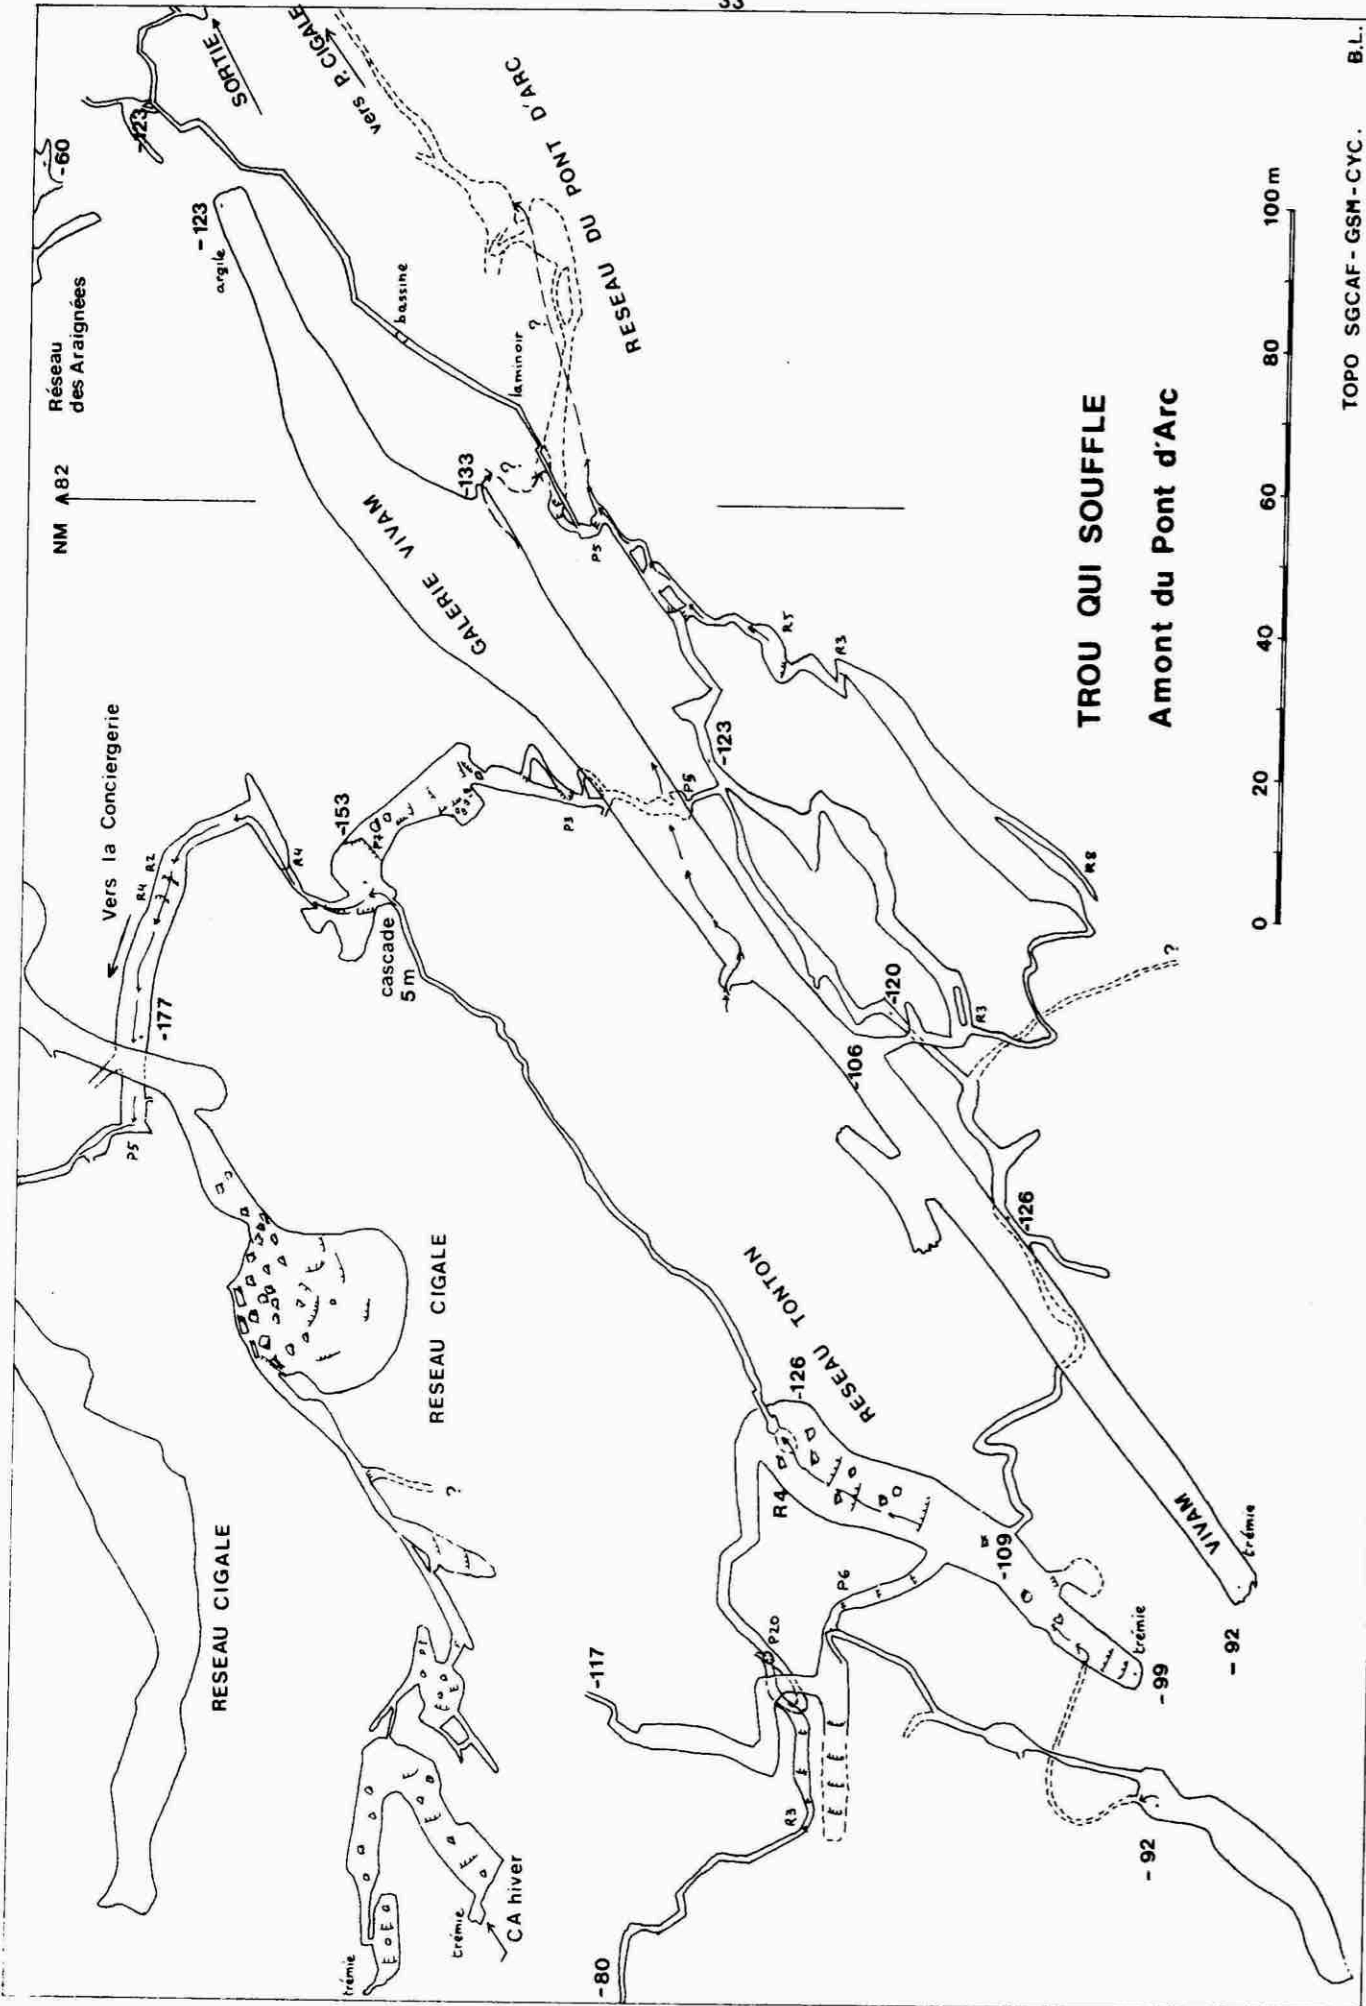 33
TOPO SGCAF - GSM - CYC. B.L.
TROU QUI SOUFFLE
Amont du Pont d'Arc
0 20 40 60 80 100 m
NM 82
Réseau
des Araignées
-60
-123
SORTIE
vers P. CIGALE
RESEAU DU PONT D'ARC
-123
argile
bassine
laminoir
?
?
-133
P5
GALERIE VIVAM
R5
R3
R8
-123
P5
P3
-153
P7
R4
cascade
5 m
Vers la Conciergerie
R2
R4
-177
P5
-120
R3
?
-106
-126
RESEAU CIGALE
RESEAU CIGALE
?
RESEAU TONTON
-126
R4
-109
P6
P20
-117
R3
-80
VIVAM
trémie
-92
trémie
-99
-92
trémie
trémie
CA hiver